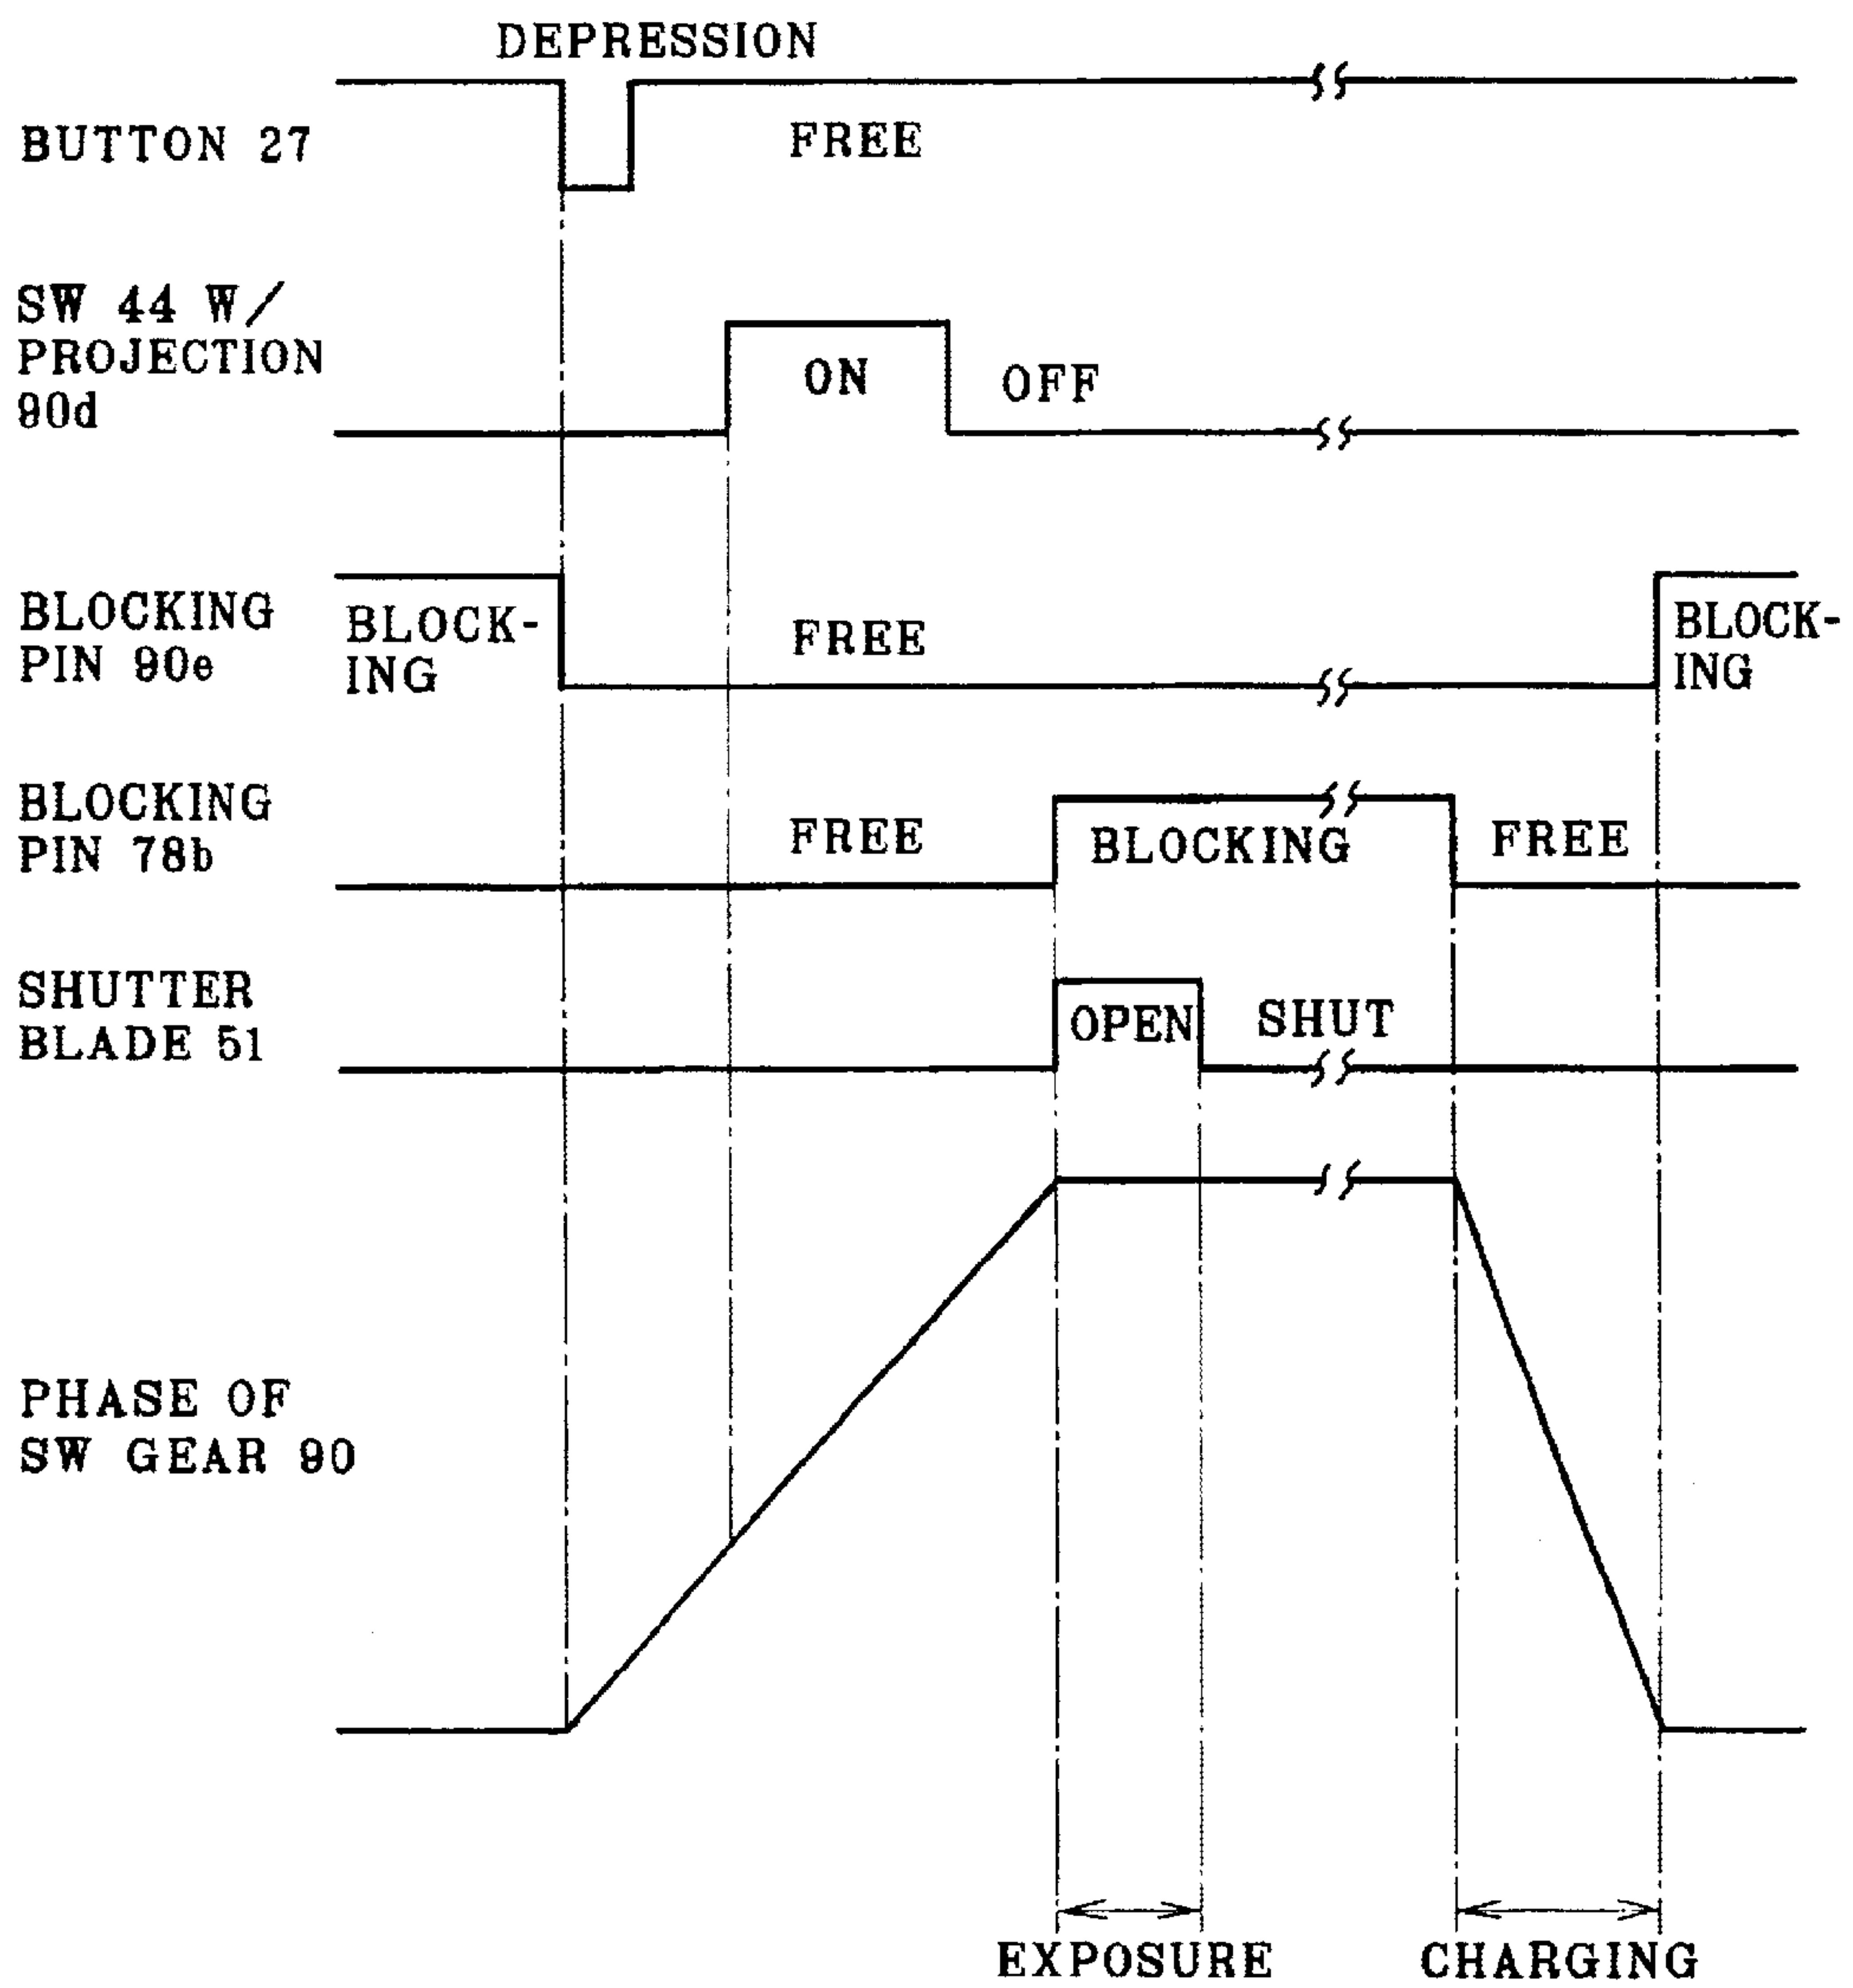 DEPRESSION
BUTTON 27
FREE
SW 44 W/
PROJECTION
90d
ON
OFF
BLOCKING
PIN 90e
BLOCK-
ING
FREE
BLOCK-
ING
BLOCKING
PIN 78b
FREE
BLOCKING
FREE
SHUTTER
BLADE 51
OPEN
SHUT
PHASE OF
SW GEAR 90
EXPOSURE
CHARGING